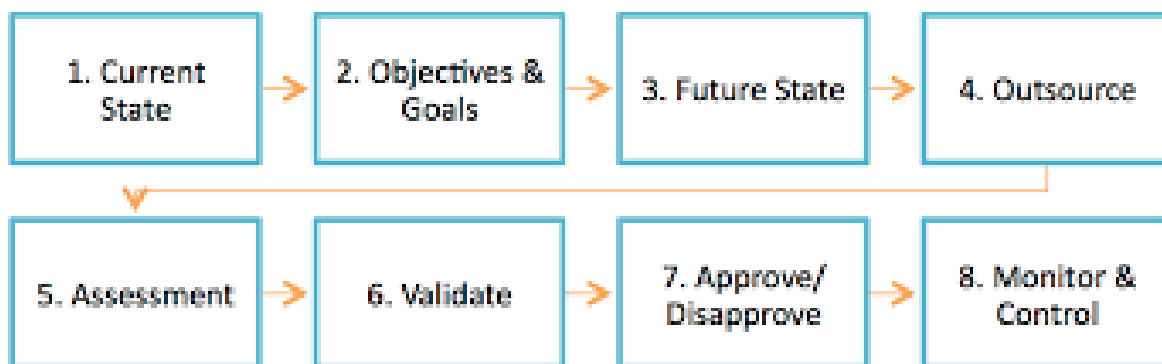 1. Current
State
2. Objectives &
Goals
3. Future State
4. Outsource
5. Assessment
6. Validate
7. Approve/
Disapprove
8. Monitor &
Control